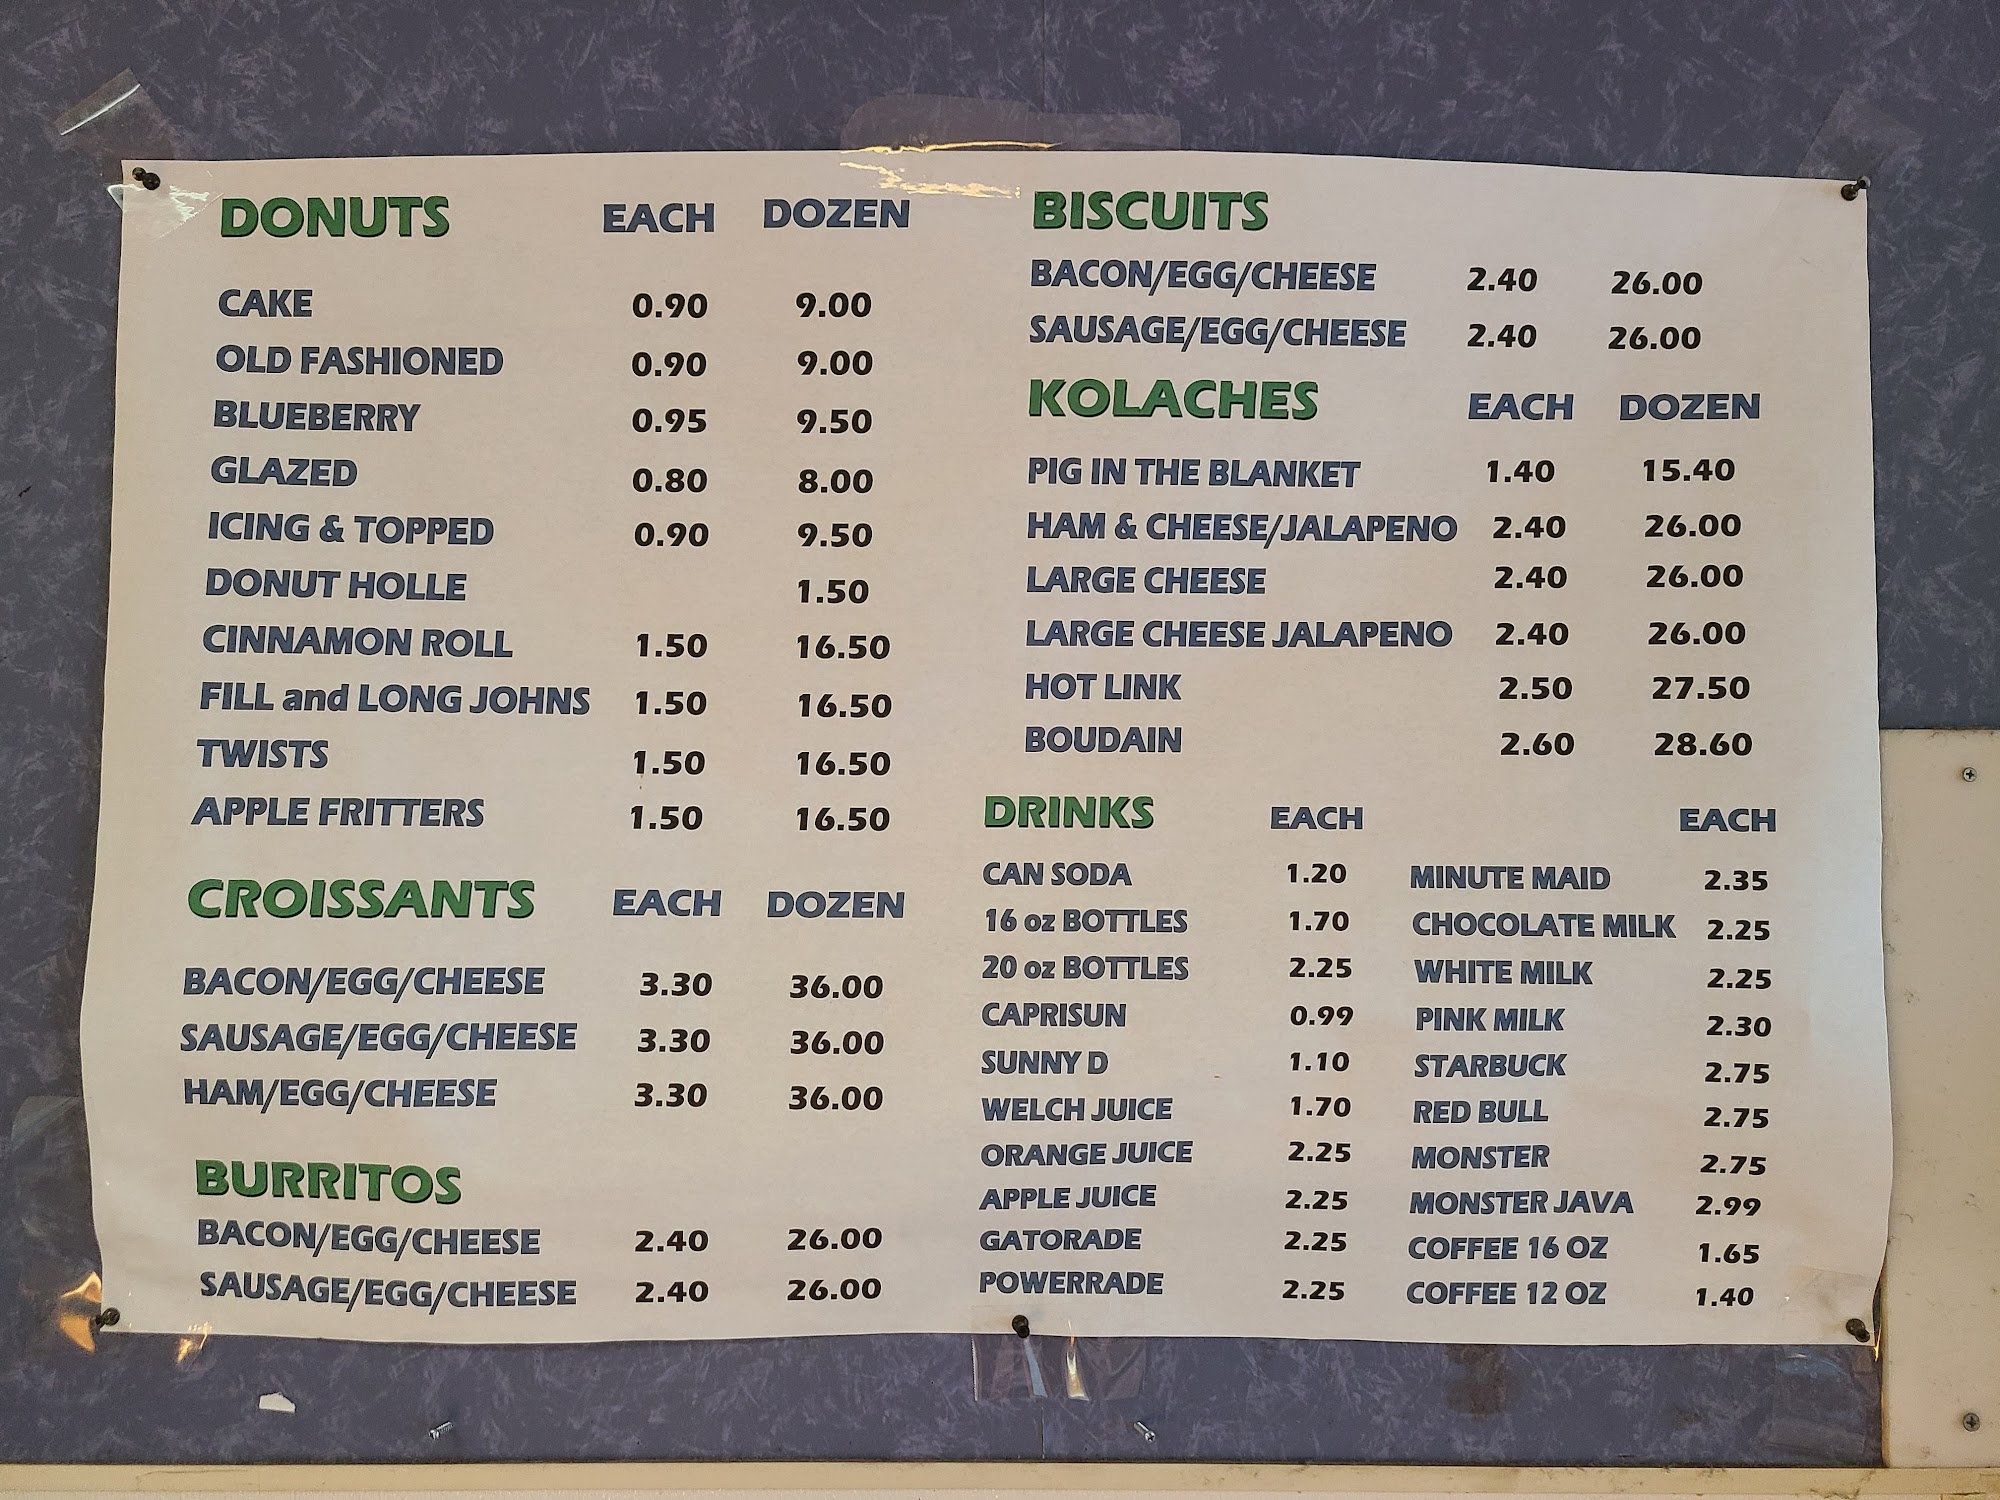 DONUTS EACH DOZEN
CAKE 0.90 9.00
OLD FASHIONED 0.90 9.00
BLUEBERRY 0.95 9.50
GLAZED 0.80 8.00
ICING & TOPPED 0.90 9.50
DONUT HOLLE 1.50
CINNAMON ROLL 1.50 16.50
FILL and LONG JOHNS 1.50 16.50
TWISTS 1.50 16.50
APPLE FRITTERS 1.50 16.50
CROISSANTS EACH DOZEN
BACON/EGG/CHEESE 3.30 36.00
SAUSAGE/EGG/CHEESE 3.30 36.00
HAM/EGG/CHEESE 3.30 36.00
BURRITOS
BACON/EGG/CHEESE 2.40 26.00
SAUSAGE/EGG/CHEESE 2.40 26.00
BISCUITS
BACON/EGG/CHEESE 2.40 26.00
SAUSAGE/EGG/CHEESE 2.40 26.00
KOLACHES EACH DOZEN
PIG IN THE BLANKET 1.40 15.40
HAM & CHEESE/JALAPENO 2.40 26.00
LARGE CHEESE 2.40 26.00
LARGE CHEESE JALAPENO 2.40 26.00
HOT LINK 2.50 27.50
BOUDAIN 2.60 28.60
DRINKS EACH EACH
CAN SODA 1.20 MINUTE MAID 2.35
16 oz BOTTLES 1.70 CHOCOLATE MILK 2.25
20 oz BOTTLES 2.25 WHITE MILK 2.25
CAPRISUN 0.99 PINK MILK 2.30
SUNNY D 1.10 STARBUCK 2.75
WELCH JUICE 1.70 RED BULL 2.75
ORANGE JUICE 2.25 MONSTER 2.75
APPLE JUICE 2.25 MONSTER JAVA 2.99
GATORADE 2.25 COFFEE 16 OZ 1.65
POWERRADE 2.25 COFFEE 12 OZ 1.40